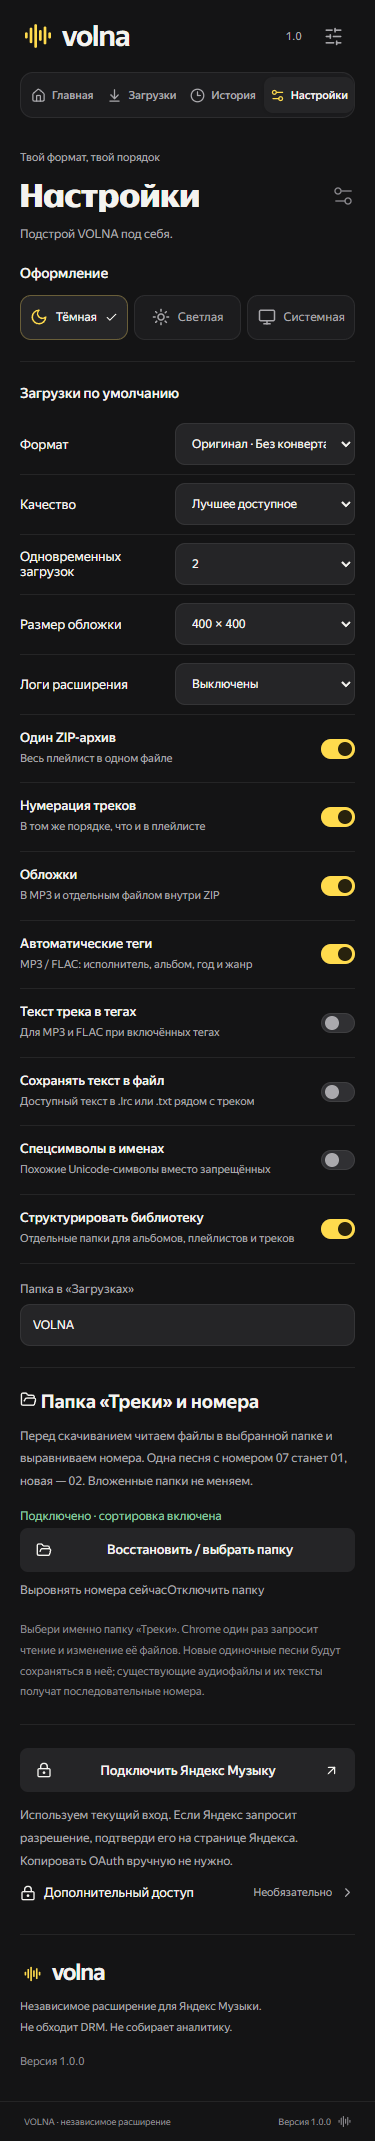 volna
1.0
Главная
Загрузки
История
Настройки
Твой формат, твой порядок
Настройки
Подстрой VOLNA под себя.
Оформление
Тёмная
Светлая
Системная
Загрузки по умолчанию
Формат
Оригинал · Без конверта
Качество
Лучшее доступное
Одновременных
загрузок
2
Размер обложки
400 × 400
Логи расширения
Выключены
Один ZIP-архив
Весь плейлист в одном файле
Нумерация треков
В том же порядке, что и в плейлисте
Обложки
В MP3 и отдельным файлом внутри ZIP
Автоматические теги
MP3 / FLAC: исполнитель, альбом, год и жанр
Текст трека в тегах
Для MP3 и FLAC при включённых тегах
Сохранять текст в файл
Доступный текст в .lrc или .txt рядом с треком
Спецсимволы в именах
Похожие Unicode-символы вместо запрещённых
Структурировать библиотеку
Отдельные папки для альбомов, плейлистов и треков
Папка в «Загрузках»
VOLNA
Папка «Треки» и номера
Перед скачиванием читаем файлы в выбранной папке и
выравниваем номера. Одна песня с номером 07 станет 01,
новая — 02. Вложенные папки не меняем.
Подключено · сортировка включена
Восстановить / выбрать папку
Выровнять номера сейчасОтключить папку
Выбери именно папку «Треки». Chrome один раз запросит
чтение и изменение её файлов. Новые одиночные песни будут
сохраняться в неё; существующие аудиофайлы и их тексты
получат последовательные номера.
Подключить Яндекс Музыку
Используем текущий вход. Если Яндекс запросит
разрешение, подтверди его на странице Яндекса.
Копировать OAuth вручную не нужно.
Дополнительный доступ
Необязательно
volna
Независимое расширение для Яндекс Музыки.
Не обходит DRM. Не собирает аналитику.
Версия 1.0.0
VOLNA · независимое расширение
Версия 1.0.0